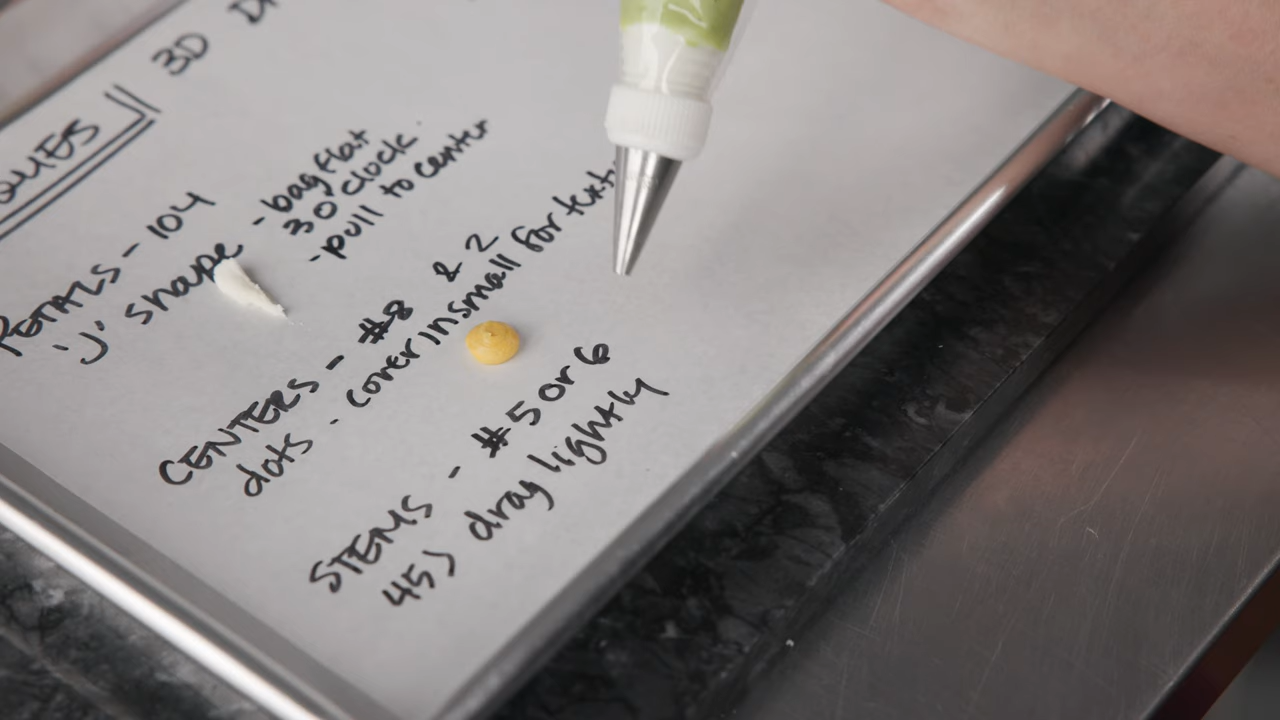 3D
PETALS - 104
'J' shape
- bag flat
3 o'clock
- pull to center
CENTERS - #8 & 2
dots - cover in small for
STEMS - #5 or 6
45) drag lightly